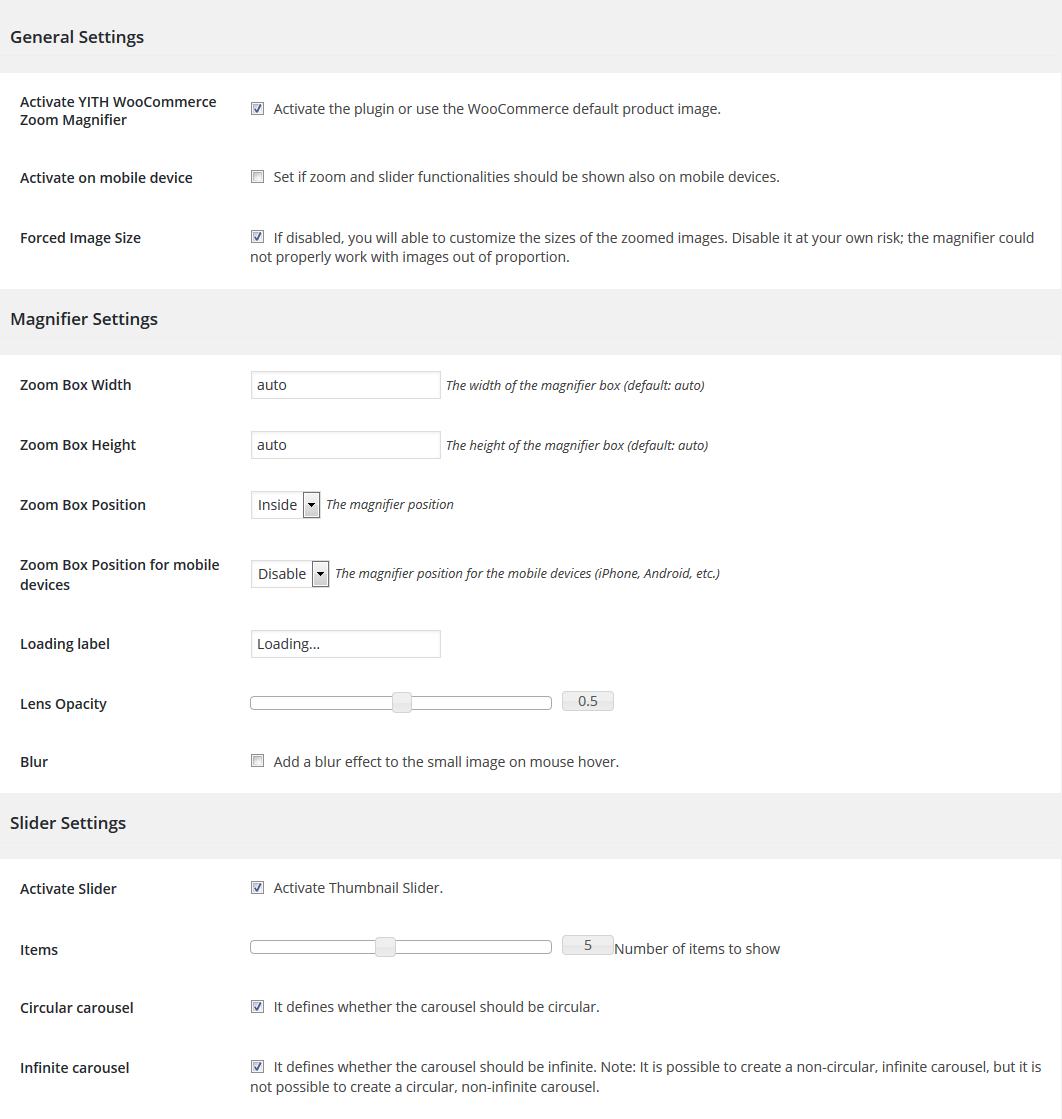 General Settings
Activate YITH WooCommerce
Zoom Magnifier
Activate the plugin or use the WooCommerce default product image.
Activate on mobile device
Set if zoom and slider functionalities should be shown also on mobile devices.
Forced Image Size
If disabled, you will able to customize the sizes of the zoomed images. Disable it at your own risk; the magnifier could
not properly work with images out of proportion.
Magnifier Settings
Zoom Box Width
auto
The width of the magnifier box (default: auto)
Zoom Box Height
auto
The height of the magnifier box (default: auto)
Zoom Box Position
Inside
The magnifier position
Zoom Box Position for mobile
devices
Disable
The magnifier position for the mobile devices (iPhone, Android, etc.)
Loading label
Loading...
Lens Opacity
0.5
Blur
Add a blur effect to the small image on mouse hover.
Slider Settings
Activate Slider
Activate Thumbnail Slider.
Items
5
Number of items to show
Circular carousel
It defines whether the carousel should be circular.
Infinite carousel
It defines whether the carousel should be infinite. Note: It is possible to create a non-circular, infinite carousel, but it is
not possible to create a circular, non-infinite carousel.